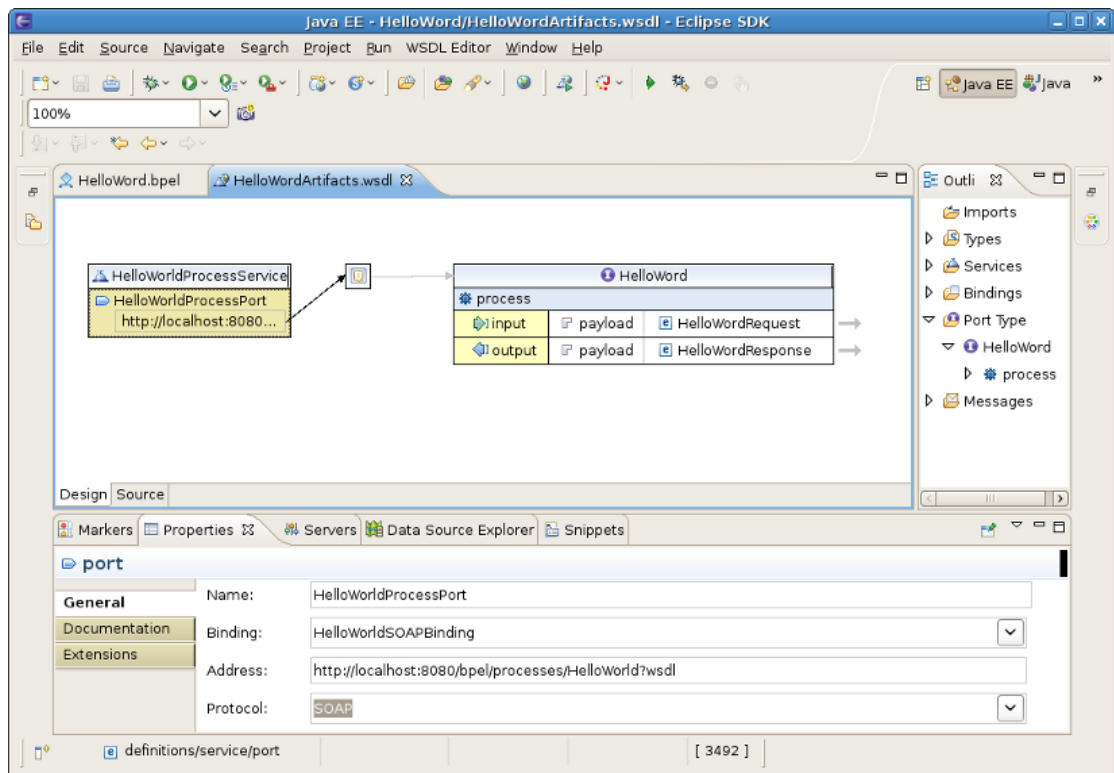 Java EE - HelloWord/HelloWordArtifacts.wsdl - Eclipse SDK
File Edit Source Navigate Search Project Run WSDL Editor Window Help
Java EE Java »
100%
HelloWord.bpel HelloWordArtifacts.wsdl Outli
Imports
Types
HelloWorldProcessService HelloWord Services
HelloWorldProcessPort process Bindings
http://localhost:8080... input payload HelloWordRequest Port Type
output payload HelloWordResponse HelloWord
process
Messages
Design Source
Markers Properties Servers Data Source Explorer Snippets
port
General Name: HelloWorldProcessPort
Documentation Binding: HelloWorldSOAPBinding
Extensions
Address: http://localhost:8080/bpel/processes/HelloWorld?wsdl
Protocol: SOAP
definitions/service/port [ 3492 ]